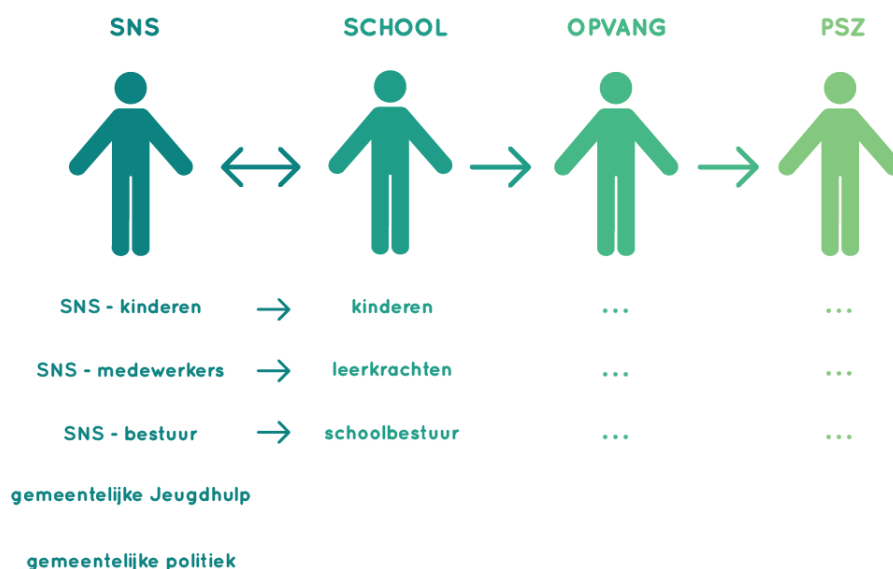 SNS SCHOOL OPVANG PSZ
SNS - kinderen kinderen ... ...
SNS - medewerkers leerkrachten ... ...
SNS - bestuur schoolbestuur ... ...
gemeentelijke Jeugdhulp
gemeentelijke politiek